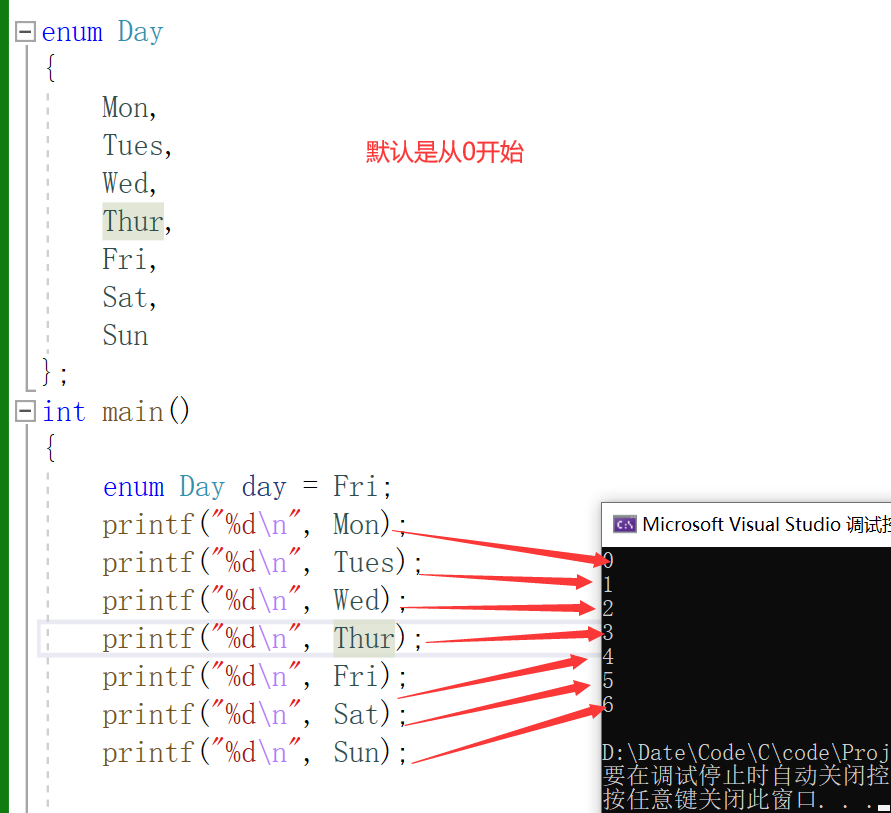 enum Day
{
Mon,
Tues,
默认是从0开始
Wed,
Thur,
Fri,
Sat,
Sun
};
int main()
{
enum Day day = Fri;
printf("%d\n", Mon);
printf("%d\n", Tues);
printf("%d\n", Wed);
printf("%d\n", Thur);
printf("%d\n", Fri);
printf("%d\n", Sat);
printf("%d\n", Sun);
Microsoft Visual Studio 调试控
0
1
2
3
4
5
6
D:\Date\Code\C\code\Proj
要在调试停止时自动关闭控
按任意键关闭此窗口. . .